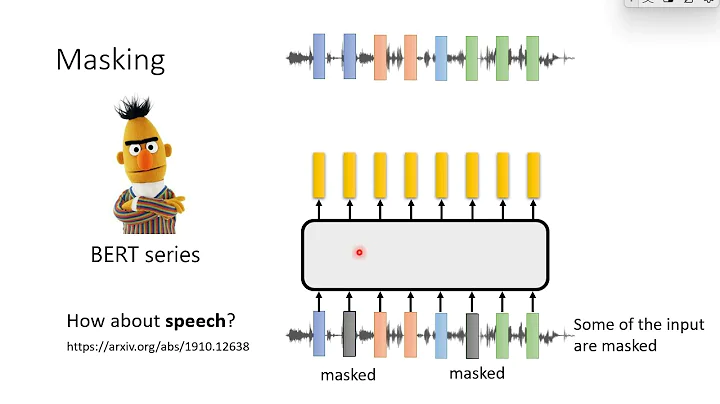 Masking
BERT series
How about speech?
https://arxiv.org/abs/1910.12638
Some of the input
are masked
masked
masked